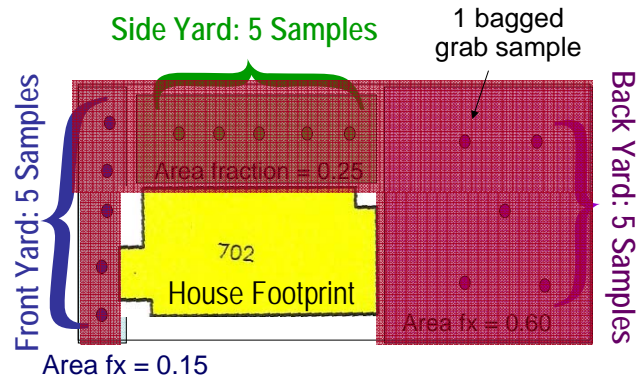 Side Yard: 5 Samples
1 bagged
grab sample
Front Yard: 5 Samples
Back Yard: 5 Samples
Area fraction = 0.25
702
House Footprint
Area fx = 0.60
Area fx = 0.15